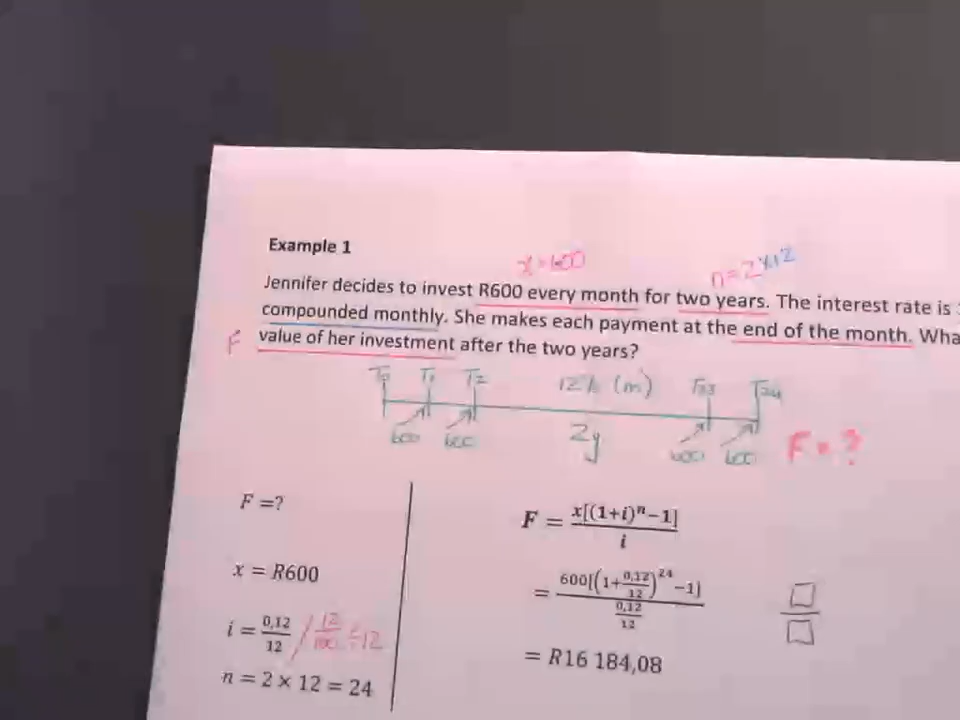 Example 1
x = 600
n = 2 x12
Jennifer decides to invest R600 every month for two years. The interest rate is
compounded monthly. She makes each payment at the end of the month. Wha
F value of her investment after the two years?
T0 T1 T2 12% (m) T23 T24
600 600 2y 600 600 F = ?
F =?
F = x[(1+i)ⁿ−1] / i
x = R600
= 600[(1+0,12/12)²⁴−1] / 0,12/12
i = 0,12/12 / 12/100 ÷ 12
= R16 184,08
n = 2 × 12 = 24